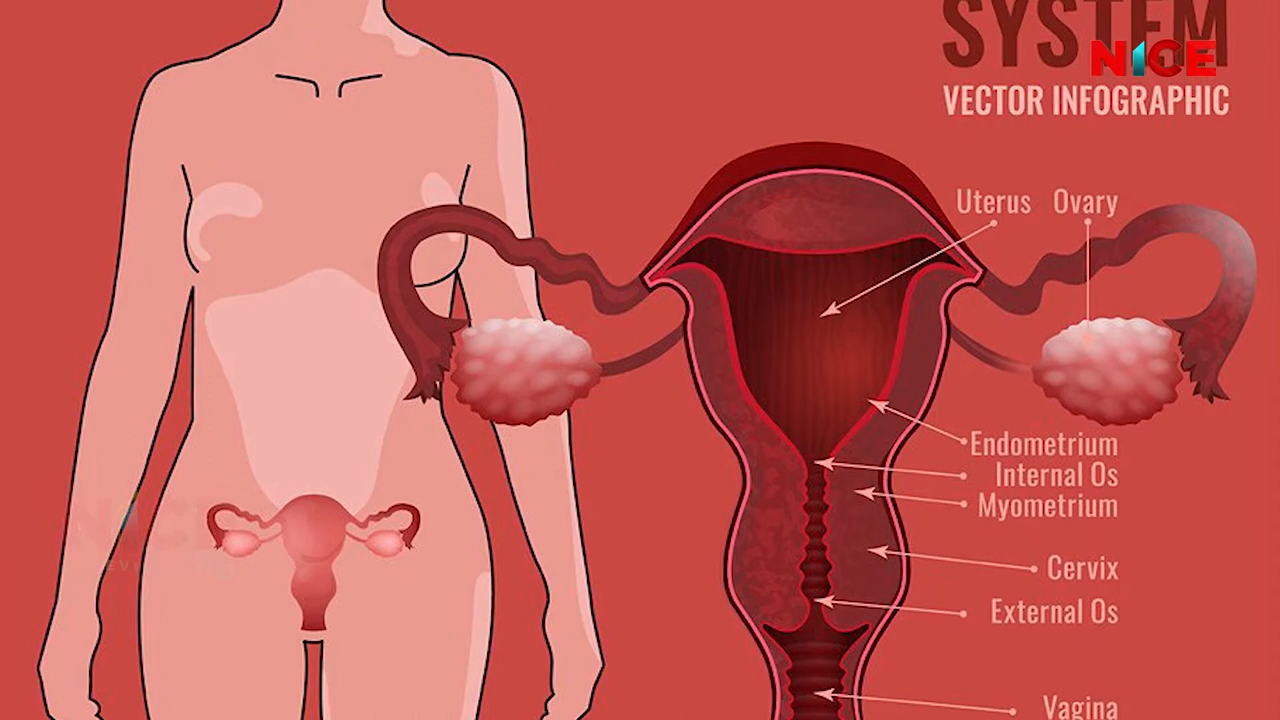 SYSTEM
N1CE
VECTOR INFOGRAPHIC
Uterus Ovary
Endometrium
Internal Os
Myometrium
Cervix
External Os
Vagina